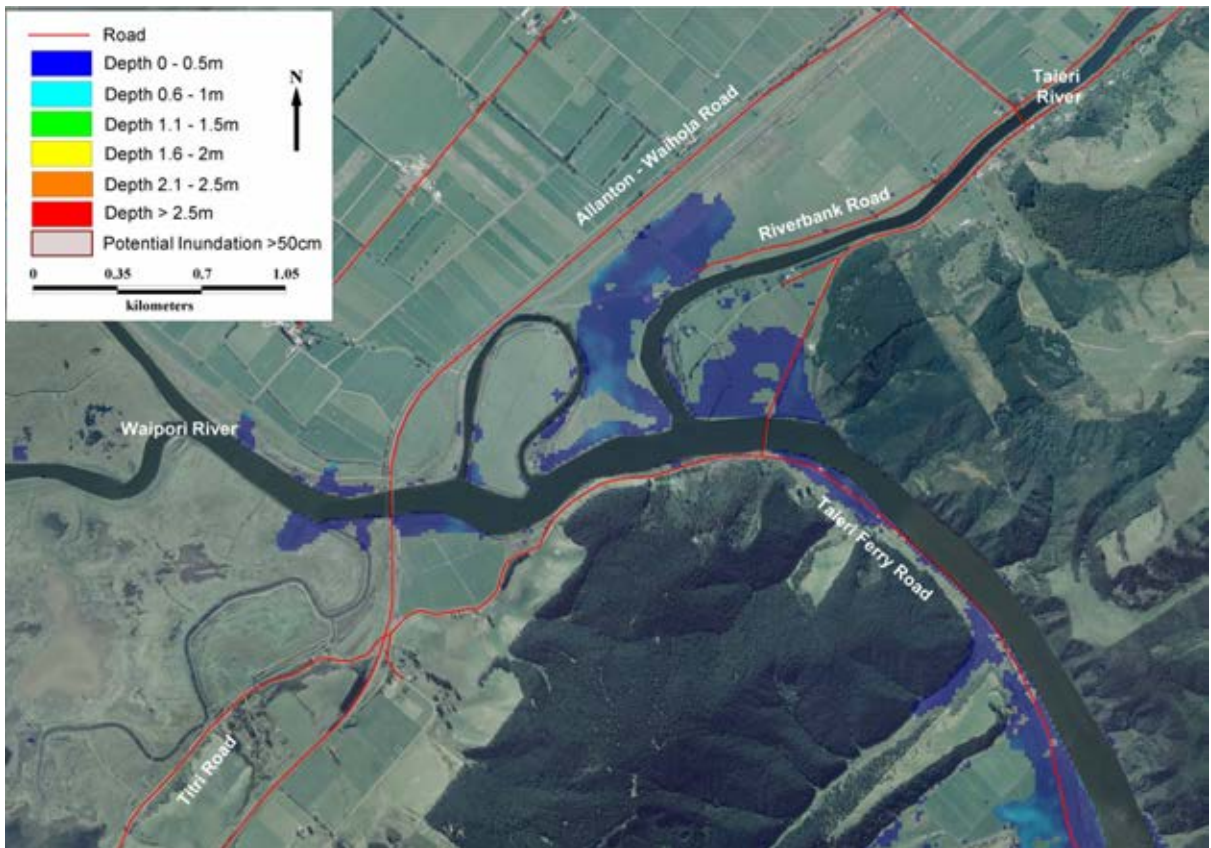 Road
Depth 0 - 0.5m
Depth 0.6 - 1m
Depth 1.1 - 1.5m
Depth 1.6 - 2m
Depth 2.1 - 2.5m
Depth > 2.5m
Potential Inundation >50cm
N
0 0.35 0.7 1.05
kilometers
Taieri
River
Allanton - Waihola Road
Riverbank Road
Waipori River
Taieri Ferry Road
Titri Road